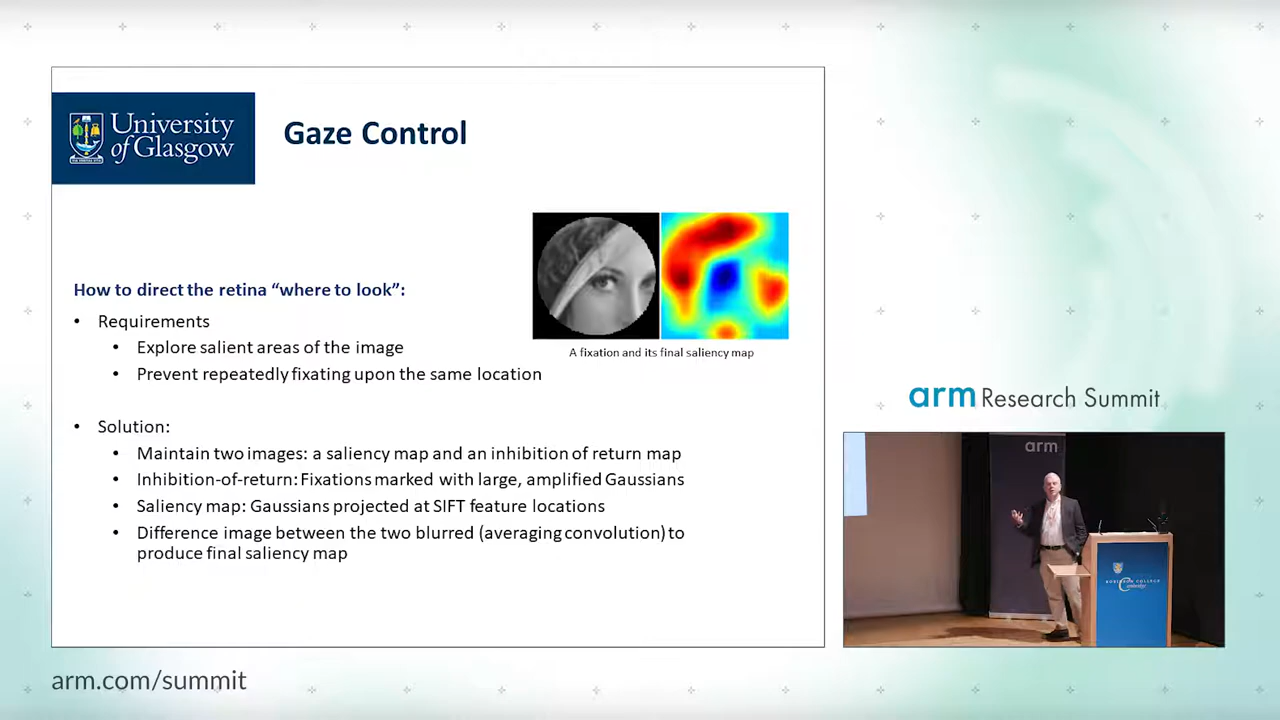 University
of Glasgow
Gaze Control
How to direct the retina “where to look”:
• Requirements
• Explore salient areas of the image
• Prevent repeatedly fixating upon the same location
A fixation and its final saliency map
• Solution:
• Maintain two images: a saliency map and an inhibition of return map
• Inhibition-of-return: Fixations marked with large, amplified Gaussians
• Saliency map: Gaussians projected at SIFT feature locations
• Difference image between the two blurred (averaging convolution) to
produce final saliency map
arm Research Summit
arm
ROBINSON COLLEGE
Cambridge
arm.com/summit